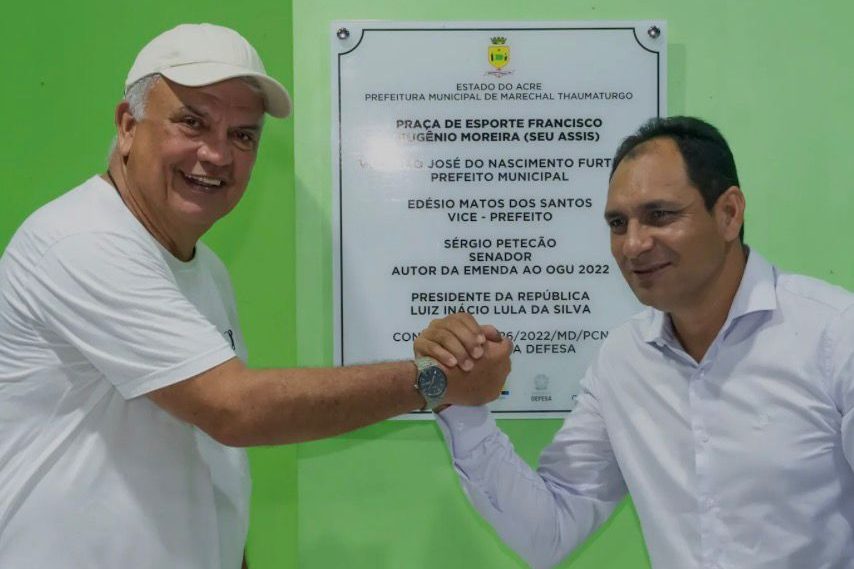 ESTADO DO ACRE
PREFEITURA MUNICIPAL DE MARECHAL THAUMATURGO
PRAÇA DE ESPORTE FRANCISCO
EUGÊNIO MOREIRA (SEU ASSIS)
JOSÉ DO NASCIMENTO
PREFEITO MUNICIPAL
EDÉSIO MATOS DOS SANTOS
VICE - PREFEITO
SÉRGIO PETECÃO
SENADOR
AUTOR DA EMENDA AO OGU 2022
PRESIDENTE DA REPÚBLICA
LUIZ INÁCIO LULA DA SILVA
/2022/MD/PCN
DEFESA
DEFESA